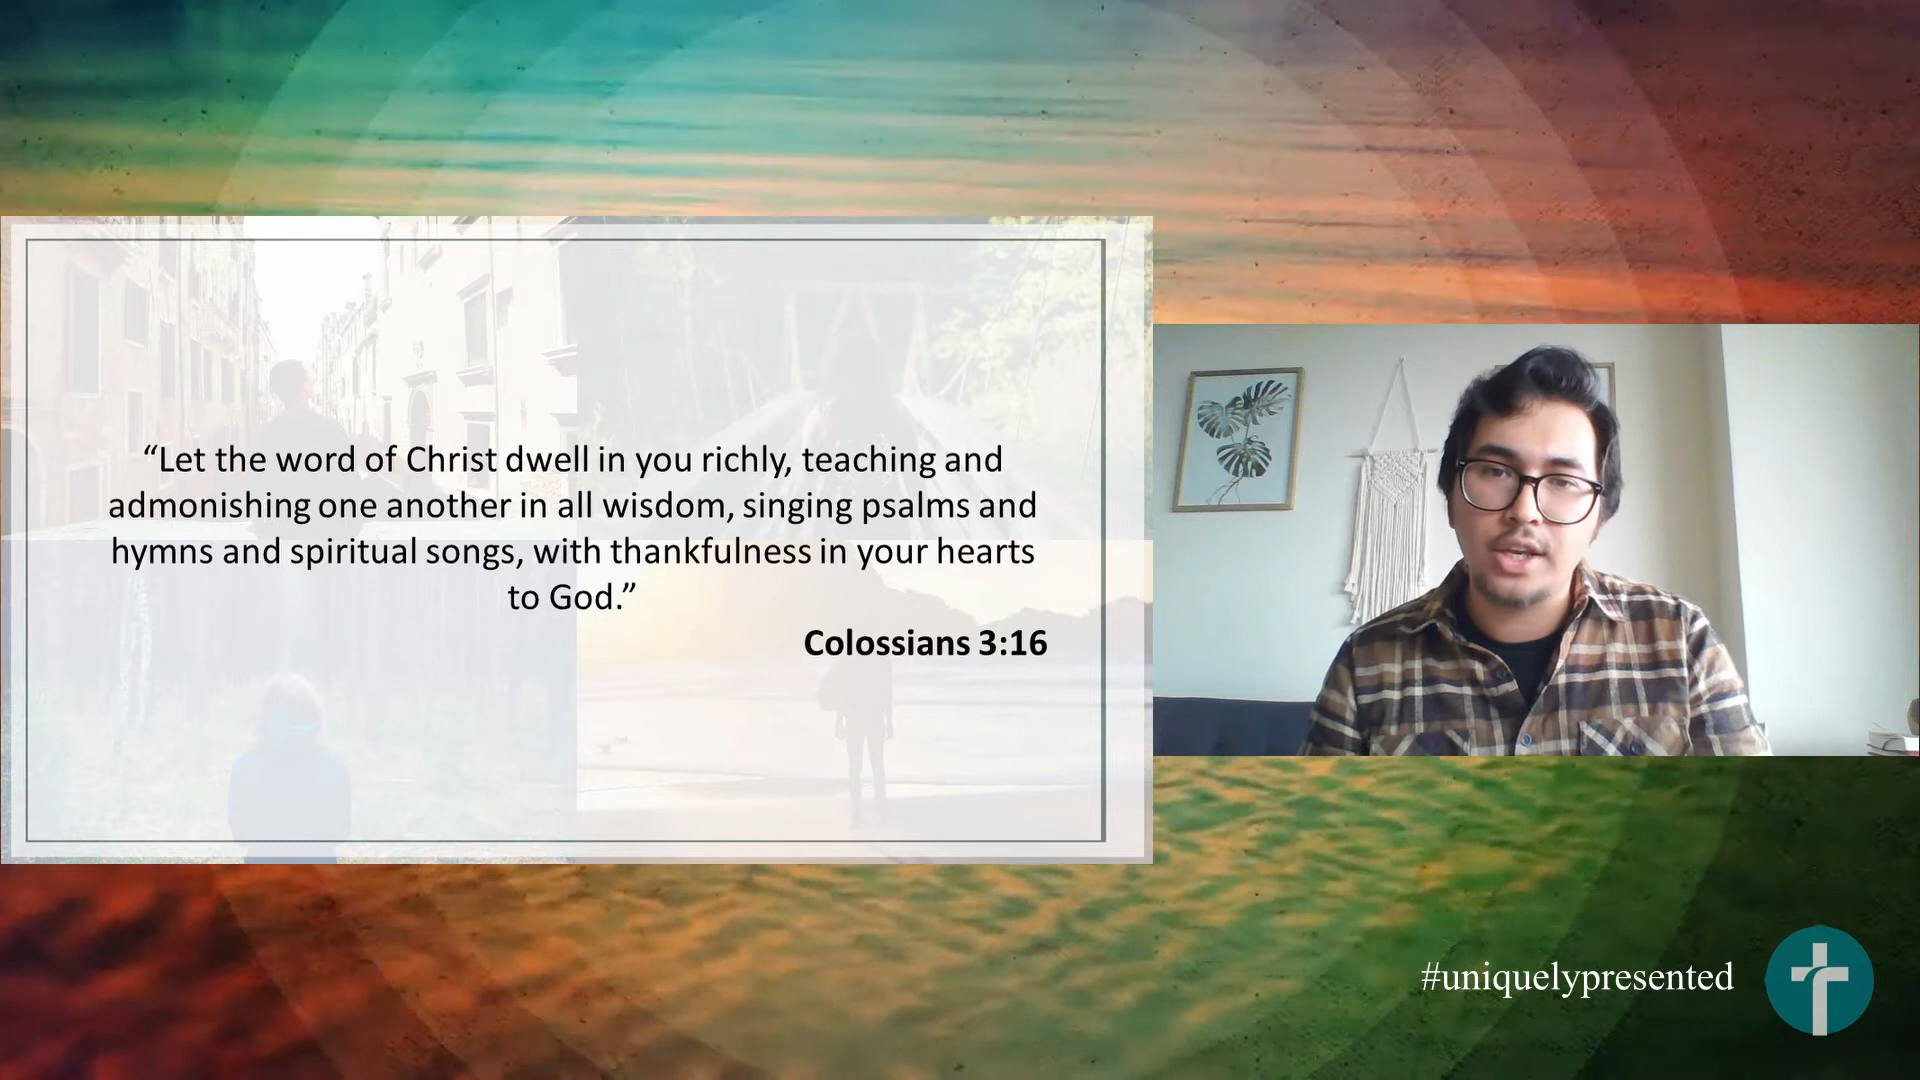 “Let the word of Christ dwell in you richly, teaching and
admonishing one another in all wisdom, singing psalms and
hymns and spiritual songs, with thankfulness in your hearts
to God.”
Colossians 3:16
#uniquelypresented